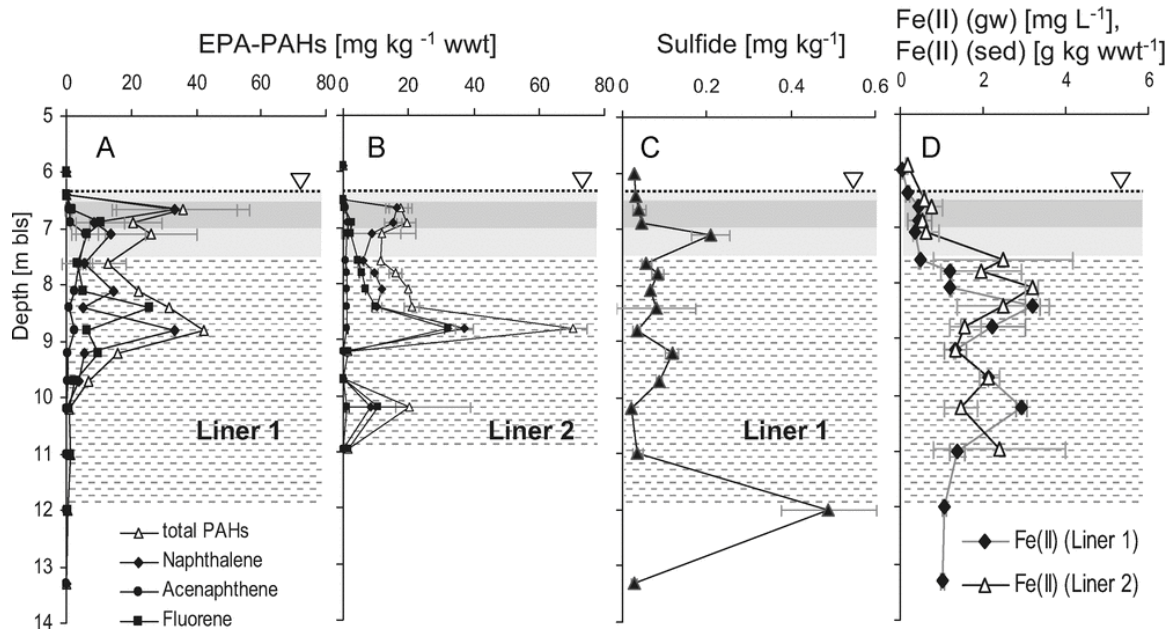 EPA-PAHs [mg kg -1 wwt]
Sulfide [mg kg-1]
Fe(II) (gw) [mg L-1],
Fe(II) (sed) [g kg wwt-1]
0 20 40 60 80
0 20 40 60 80
0 0.2 0.4 0.6
0 2 4 6
Depth [m bls]
5
6
7
8
9
10
11
12
13
14
A
B
C
D
Liner 1
Liner 2
Liner 1
total PAHs
Naphthalene
Acenaphthene
Fluorene
Fe(II) (Liner 1)
Fe(II) (Liner 2)